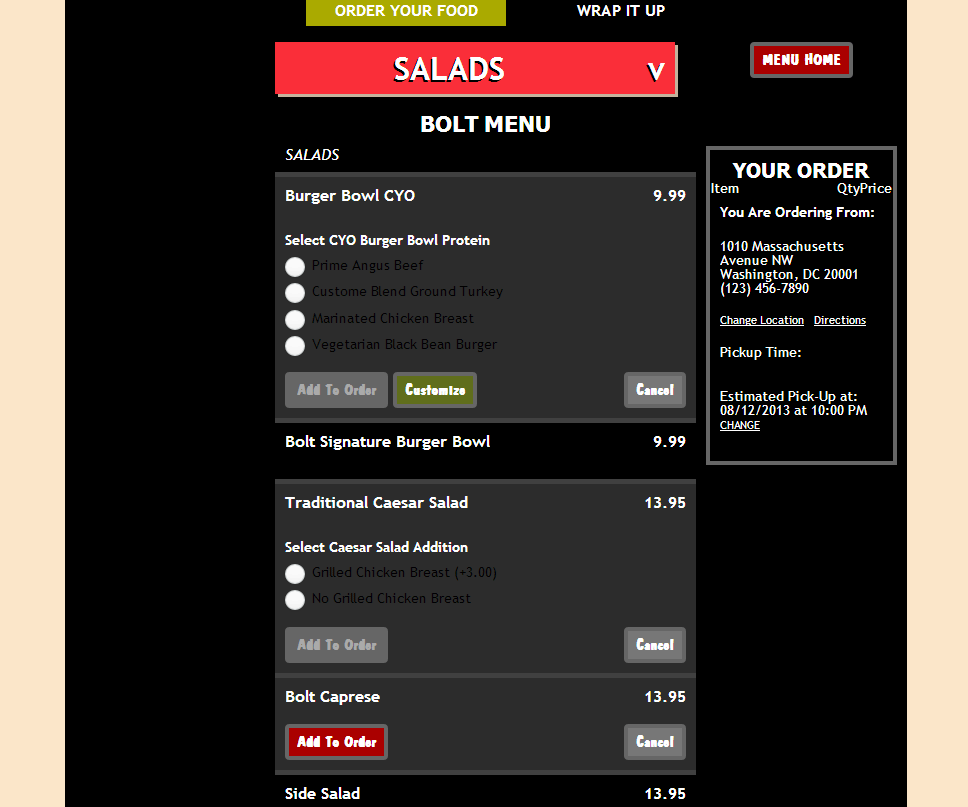 ORDER YOUR FOOD
WRAP IT UP
SALADS V
MENU HOME
BOLT MENU
SALADS
Burger Bowl CYO 9.99
Select CYO Burger Bowl Protein
Prime Angus Beef
Custome Blend Ground Turkey
Marinated Chicken Breast
Vegetarian Black Bean Burger
Add To Order Customize Cancel
Bolt Signature Burger Bowl 9.99
Traditional Caesar Salad 13.95
Select Caesar Salad Addition
Grilled Chicken Breast (+3.00)
No Grilled Chicken Breast
Add To Order Cancel
Bolt Caprese 13.95
Add To Order Cancel
Side Salad 13.95
YOUR ORDER
Item QtyPrice
You Are Ordering From:
1010 Massachusetts
Avenue NW
Washington, DC 20001
(123) 456-7890
Change Location Directions
Pickup Time:
Estimated Pick-Up at:
08/12/2013 at 10:00 PM
CHANGE